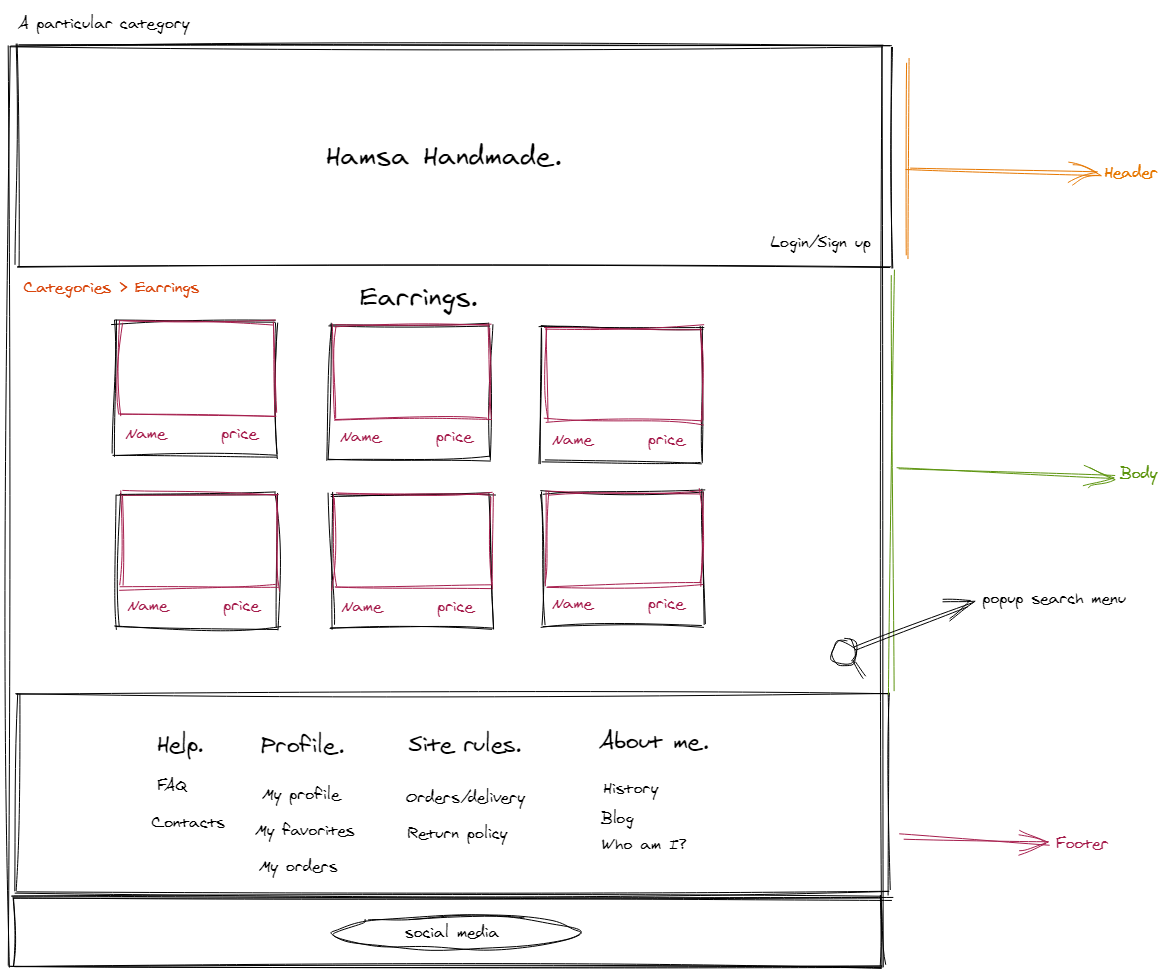 A particular category
Hamsa Handmade.
Header
Login/Sign up
Categories > Earrings
Earrings.
Name price
Name price
Name price
Body
Name price
Name price
Name price
popup search menu
Help.
FAQ
Contacts
Profile.
My profile
My favorites
My orders
Site rules.
Orders/delivery
Return policy
About me.
History
Blog
Who am I?
Footer
social media